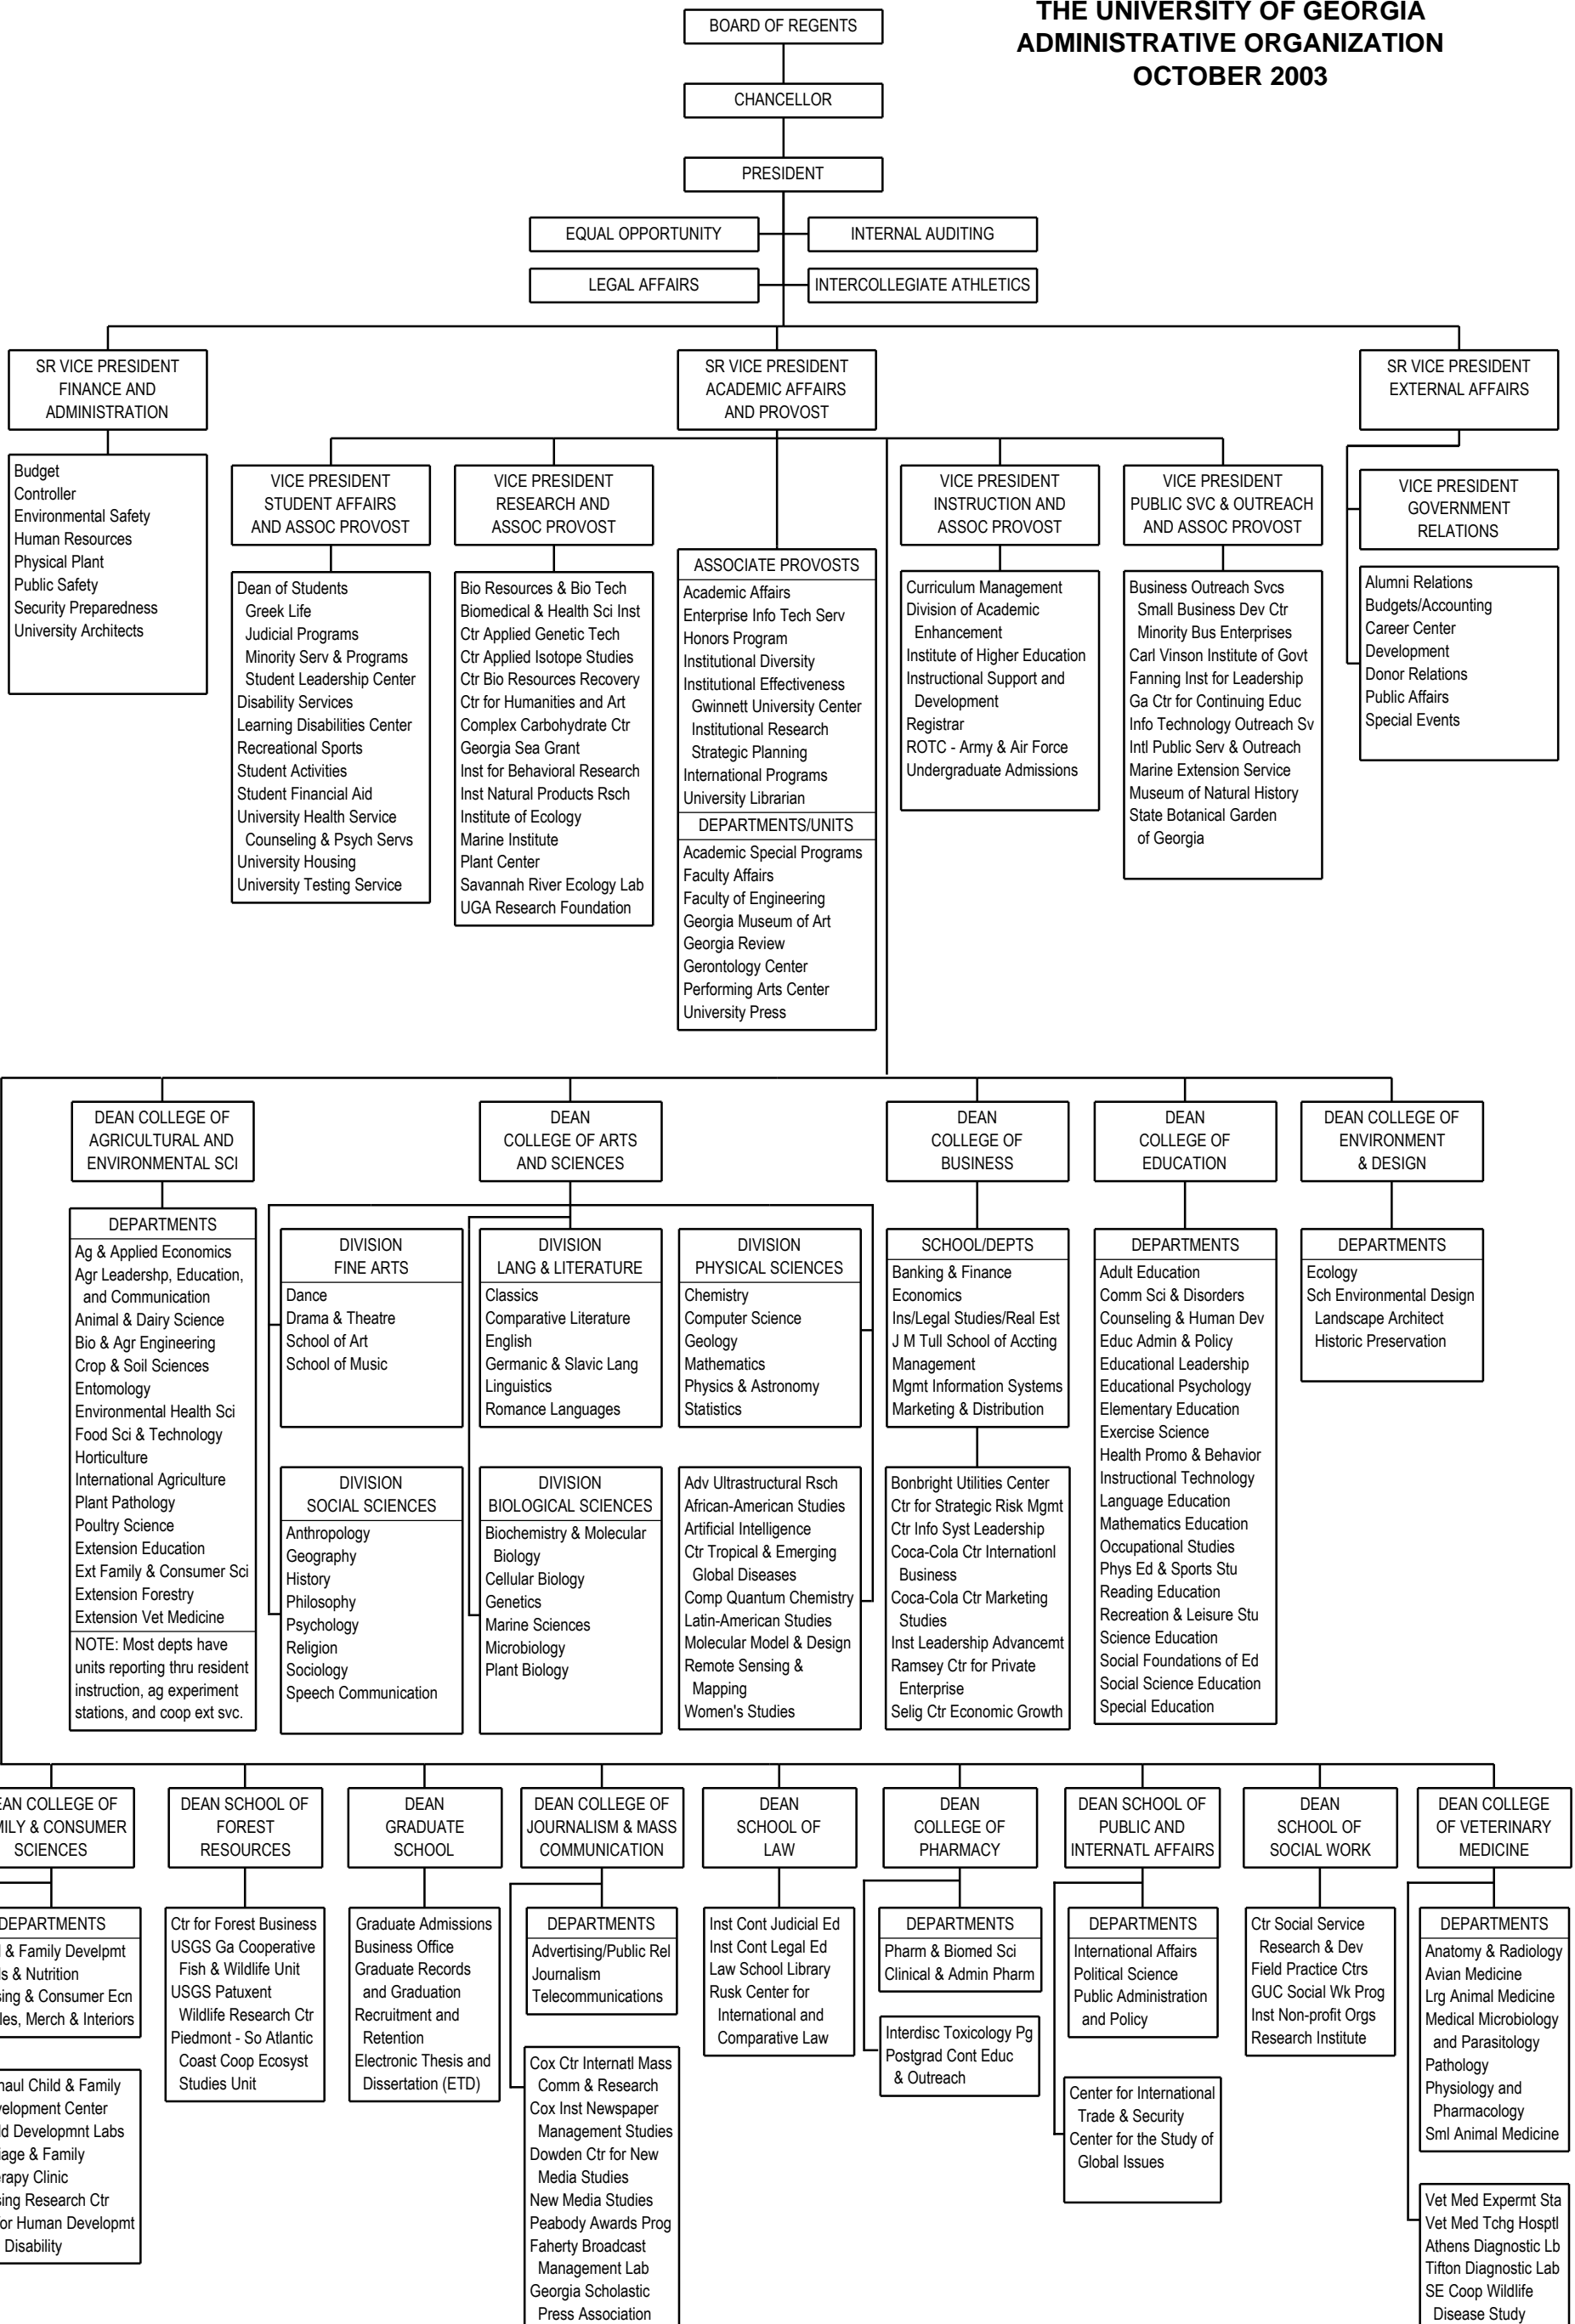 THE UNIVERSITY OF GEORGIA
ADMINISTRATIVE ORGANIZATION
OCTOBER 2003
BOARD OF REGENTS
CHANCELLOR
PRESIDENT
EQUAL OPPORTUNITY
INTERNAL AUDITING
LEGAL AFFAIRS
INTERCOLLEGIATE ATHLETICS
SR VICE PRESIDENT
FINANCE AND
ADMINISTRATION
Budget
Controller
Environmental Safety
Human Resources
Physical Plant
Public Safety
Security Preparedness
University Architects
SR VICE PRESIDENT
ACADEMIC AFFAIRS
AND PROVOST
SR VICE PRESIDENT
EXTERNAL AFFAIRS
VICE PRESIDENT
STUDENT AFFAIRS
AND ASSOC PROVOST
Dean of Students
Greek Life
Judicial Programs
Minority Serv & Programs
Student Leadership Center
Disability Services
Learning Disabilities Center
Recreational Sports
Student Activities
Student Financial Aid
University Health Service
Counseling & Psych Servs
University Housing
University Testing Service
VICE PRESIDENT
RESEARCH AND
ASSOC PROVOST
Bio Resources & Bio Tech
Biomedical & Health Sci Inst
Ctr Applied Genetic Tech
Ctr Applied Isotope Studies
Ctr Bio Resources Recovery
Ctr for Humanities and Art
Complex Carbohydrate Ctr
Georgia Sea Grant
Inst for Behavioral Research
Inst Natural Products Rsch
Institute of Ecology
Marine Institute
Plant Center
Savannah River Ecology Lab
UGA Research Foundation
ASSOCIATE PROVOSTS
Academic Affairs
Enterprise Info Tech Serv
Honors Program
Institutional Diversity
Institutional Effectiveness
Gwinnett University Center
Institutional Research
Strategic Planning
International Programs
University Librarian
DEPARTMENTS/UNITS
Academic Special Programs
Faculty Affairs
Faculty of Engineering
Georgia Museum of Art
Georgia Review
Gerontology Center
Performing Arts Center
University Press
VICE PRESIDENT
INSTRUCTION AND
ASSOC PROVOST
Curriculum Management
Division of Academic
Enhancement
Institute of Higher Education
Instructional Support and
Development
Registrar
ROTC - Army & Air Force
Undergraduate Admissions
VICE PRESIDENT
PUBLIC SVC & OUTREACH
AND ASSOC PROVOST
Business Outreach Svcs
Small Business Dev Ctr
Minority Bus Enterprises
Carl Vinson Institute of Govt
Fanning Inst for Leadership
Ga Ctr for Continuing Educ
Info Technology Outreach Sv
Intl Public Serv & Outreach
Marine Extension Service
Museum of Natural History
State Botanical Garden
of Georgia
VICE PRESIDENT
GOVERNMENT
RELATIONS
Alumni Relations
Budgets/Accounting
Career Center
Development
Donor Relations
Public Affairs
Special Events
DEAN COLLEGE OF
AGRICULTURAL AND
ENVIRONMENTAL SCI
DEPARTMENTS
Ag & Applied Economics
Agr Leadershp, Education,
and Communication
Animal & Dairy Science
Bio & Agr Engineering
Crop & Soil Sciences
Entomology
Environmental Health Sci
Food Sci & Technology
Horticulture
International Agriculture
Plant Pathology
Poultry Science
Extension Education
Ext Family & Consumer Sci
Extension Forestry
Extension Vet Medicine
NOTE: Most depts have
units reporting thru resident
instruction, ag experiment
stations, and coop ext svc.
DEAN
COLLEGE OF ARTS
AND SCIENCES
DIVISION
FINE ARTS
Dance
Drama & Theatre
School of Art
School of Music
DIVISION
LANG & LITERATURE
Classics
Comparative Literature
English
Germanic & Slavic Lang
Linguistics
Romance Languages
DIVISION
PHYSICAL SCIENCES
Chemistry
Computer Science
Geology
Mathematics
Physics & Astronomy
Statistics
DIVISION
SOCIAL SCIENCES
Anthropology
Geography
History
Philosophy
Psychology
Religion
Sociology
Speech Communication
DIVISION
BIOLOGICAL SCIENCES
Biochemistry & Molecular
Biology
Cellular Biology
Genetics
Marine Sciences
Microbiology
Plant Biology
Adv Ultrastructural Rsch
African-American Studies
Artificial Intelligence
Ctr Tropical & Emerging
Global Diseases
Comp Quantum Chemistry
Latin-American Studies
Molecular Model & Design
Remote Sensing &
Mapping
Women's Studies
DEAN
COLLEGE OF
BUSINESS
SCHOOL/DEPTS
Banking & Finance
Economics
Ins/Legal Studies/Real Est
J M Tull School of Accting
Management
Mgmt Information Systems
Marketing & Distribution
Bonbright Utilities Center
Ctr for Strategic Risk Mgmt
Ctr Info Syst Leadership
Coca-Cola Ctr Internationl
Business
Coca-Cola Ctr Marketing
Studies
Inst Leadership Advancemt
Ramsey Ctr for Private
Enterprise
Selig Ctr Economic Growth
DEAN
COLLEGE OF
EDUCATION
DEPARTMENTS
Adult Education
Comm Sci & Disorders
Counseling & Human Dev
Educ Admin & Policy
Educational Leadership
Educational Psychology
Elementary Education
Exercise Science
Health Promo & Behavior
Instructional Technology
Language Education
Mathematics Education
Occupational Studies
Phys Ed & Sports Stu
Reading Education
Recreation & Leisure Stu
Science Education
Social Foundations of Ed
Social Science Education
Special Education
DEAN COLLEGE OF
ENVIRONMENT
& DESIGN
DEPARTMENTS
Ecology
Sch Environmental Design
Landscape Architect
Historic Preservation
COLLEGE OF
& CONSUMER
SCIENCES
DEPARTMENTS
& Family Develpmt
& Nutrition
& Consumer Ecn
Merch & Interiors
Child & Family
Center
Developmnt Labs
& Family
Clinic
Research Ctr
Human Developmt
Disability
DEAN SCHOOL OF
FOREST
RESOURCES
Ctr for Forest Business
USGS Ga Cooperative
Fish & Wildlife Unit
USGS Patuxent
Wildlife Research Ctr
Piedmont - So Atlantic
Coast Coop Ecosyst
Studies Unit
DEAN
GRADUATE
SCHOOL
Graduate Admissions
Business Office
Graduate Records
and Graduation
Recruitment and
Retention
Electronic Thesis and
Dissertation (ETD)
DEAN COLLEGE OF
JOURNALISM & MASS
COMMUNICATION
DEPARTMENTS
Advertising/Public Rel
Journalism
Telecommunications
Cox Ctr Internatl Mass
Comm & Research
Cox Inst Newspaper
Management Studies
Dowden Ctr for New
Media Studies
New Media Studies
Peabody Awards Prog
Faherty Broadcast
Management Lab
Georgia Scholastic
Press Association
DEAN
SCHOOL OF
LAW
Inst Cont Judicial Ed
Inst Cont Legal Ed
Law School Library
Rusk Center for
International and
Comparative Law
DEAN
COLLEGE OF
PHARMACY
DEPARTMENTS
Pharm & Biomed Sci
Clinical & Admin Pharm
Interdisc Toxicology Pg
Postgrad Cont Educ
& Outreach
DEAN SCHOOL OF
PUBLIC AND
INTERNATL AFFAIRS
DEPARTMENTS
International Affairs
Political Science
Public Administration
and Policy
Center for International
Trade & Security
Center for the Study of
Global Issues
DEAN
SCHOOL OF
SOCIAL WORK
Ctr Social Service
Research & Dev
Field Practice Ctrs
GUC Social Wk Prog
Inst Non-profit Orgs
Research Institute
DEAN COLLEGE
OF VETERINARY
MEDICINE
DEPARTMENTS
Anatomy & Radiology
Avian Medicine
Lrg Animal Medicine
Medical Microbiology
and Parasitology
Pathology
Physiology and
Pharmacology
Sml Animal Medicine
Vet Med Expermt Sta
Vet Med Tchg Hosptl
Athens Diagnostic Lb
Tifton Diagnostic Lab
SE Coop Wildlife
Disease Study